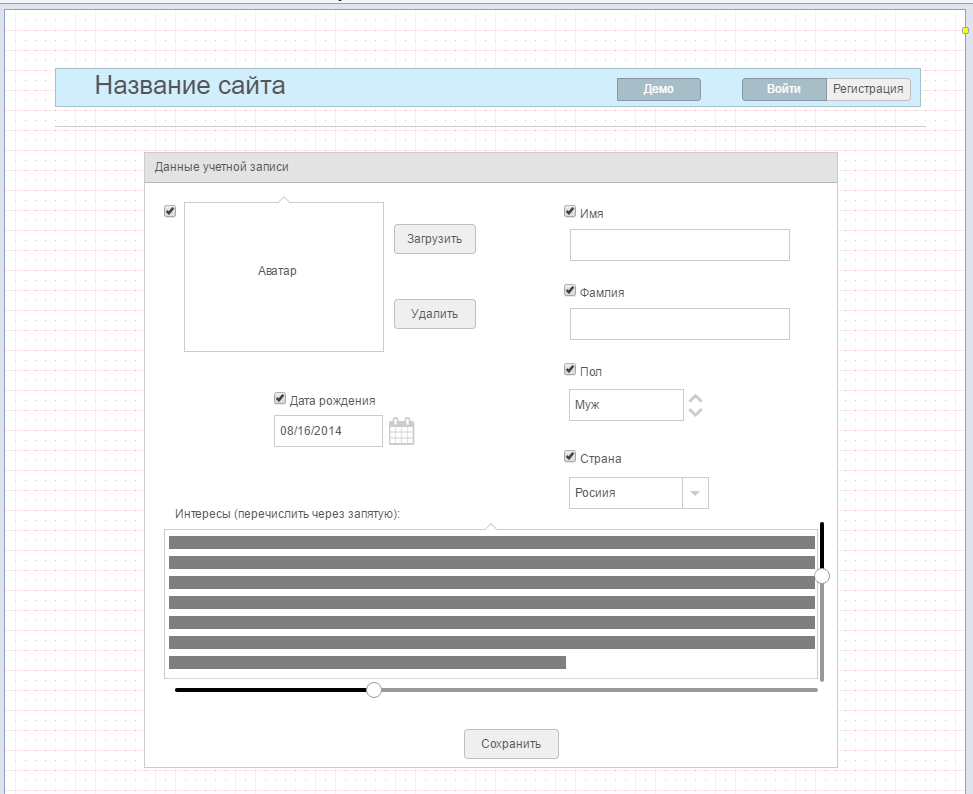 Название сайта
Демо
Войти
Регистрация
Данные учетной записи
Аватар
Загрузить
Удалить
Имя
Фамлия
Пол
Муж
Дата рождения
08/16/2014
Страна
Росиия
Интересы (перечислить через запятую):
Сохранить